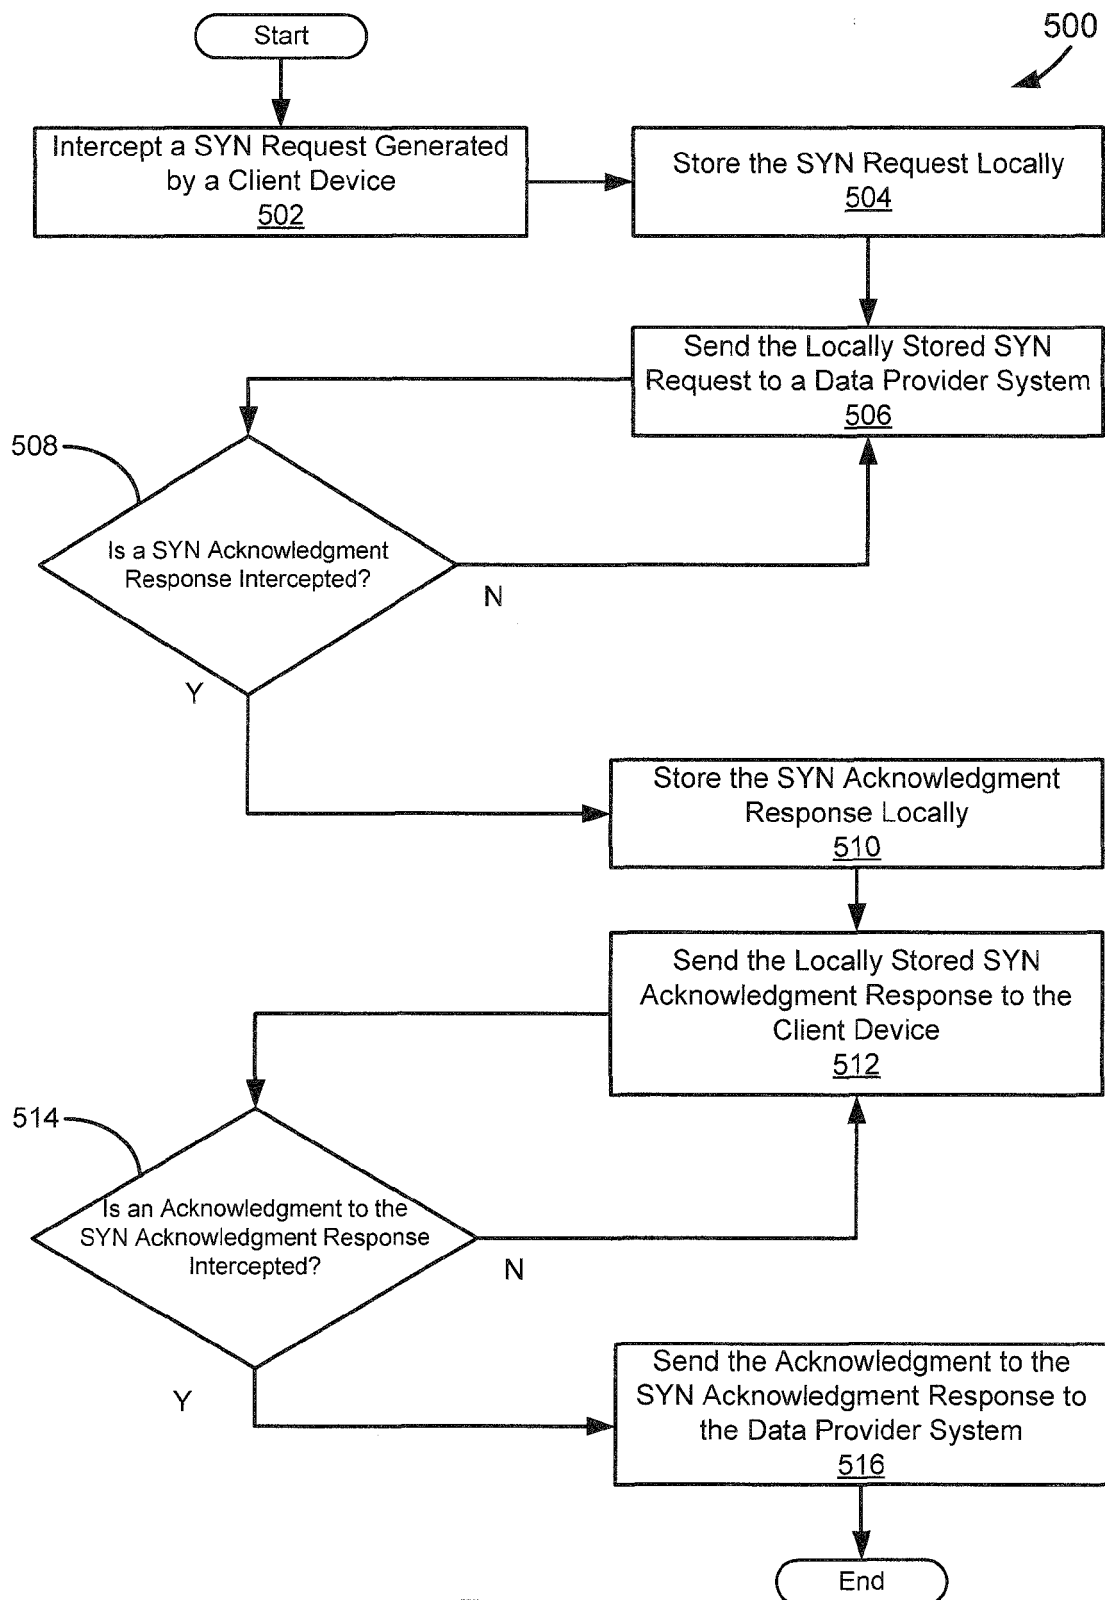 Start
500
Intercept a SYN Request Generated
by a Client Device
502
Store the SYN Request Locally
504
Send the Locally Stored SYN
Request to a Data Provider System
506
508
Is a SYN Acknowledgment
Response Intercepted?
N
Y
Store the SYN Acknowledgment
Response Locally
510
Send the Locally Stored SYN
Acknowledgment Response to the
Client Device
512
514
Is an Acknowledgment to the
SYN Acknowledgment Response
Intercepted?
N
Y
Send the Acknowledgment to the
SYN Acknowledgment Response to
the Data Provider System
516
End